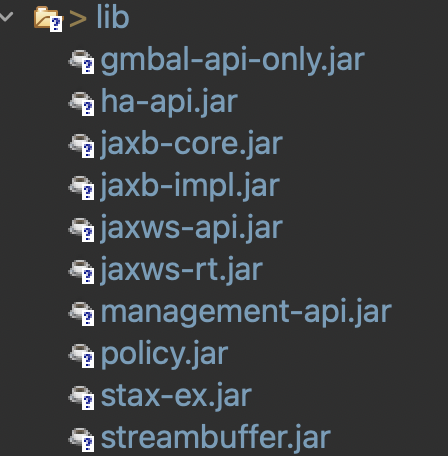 > lib
gmbal-api-only.jar
ha-api.jar
jaxb-core.jar
jaxb-impl.jar
jaxws-api.jar
jaxws-rt.jar
management-api.jar
policy.jar
stax-ex.jar
streambuffer.jar